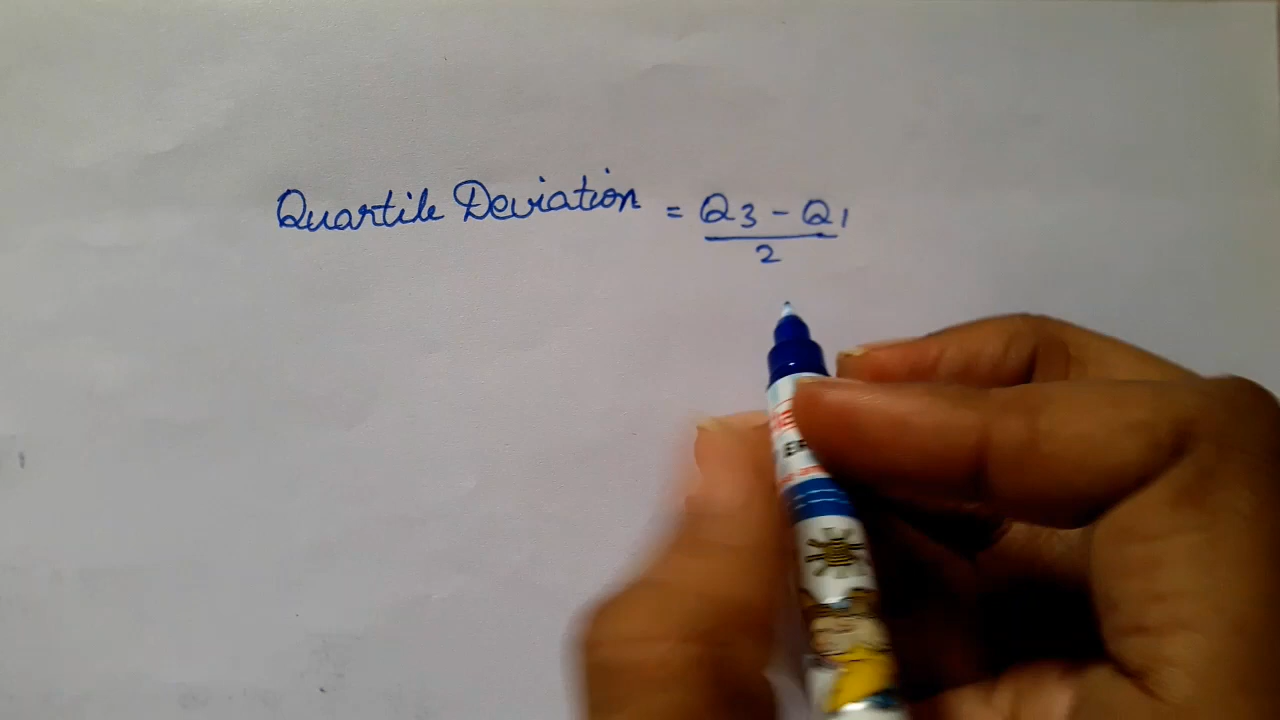 Quartile Deviation = Q3 - Q1
2